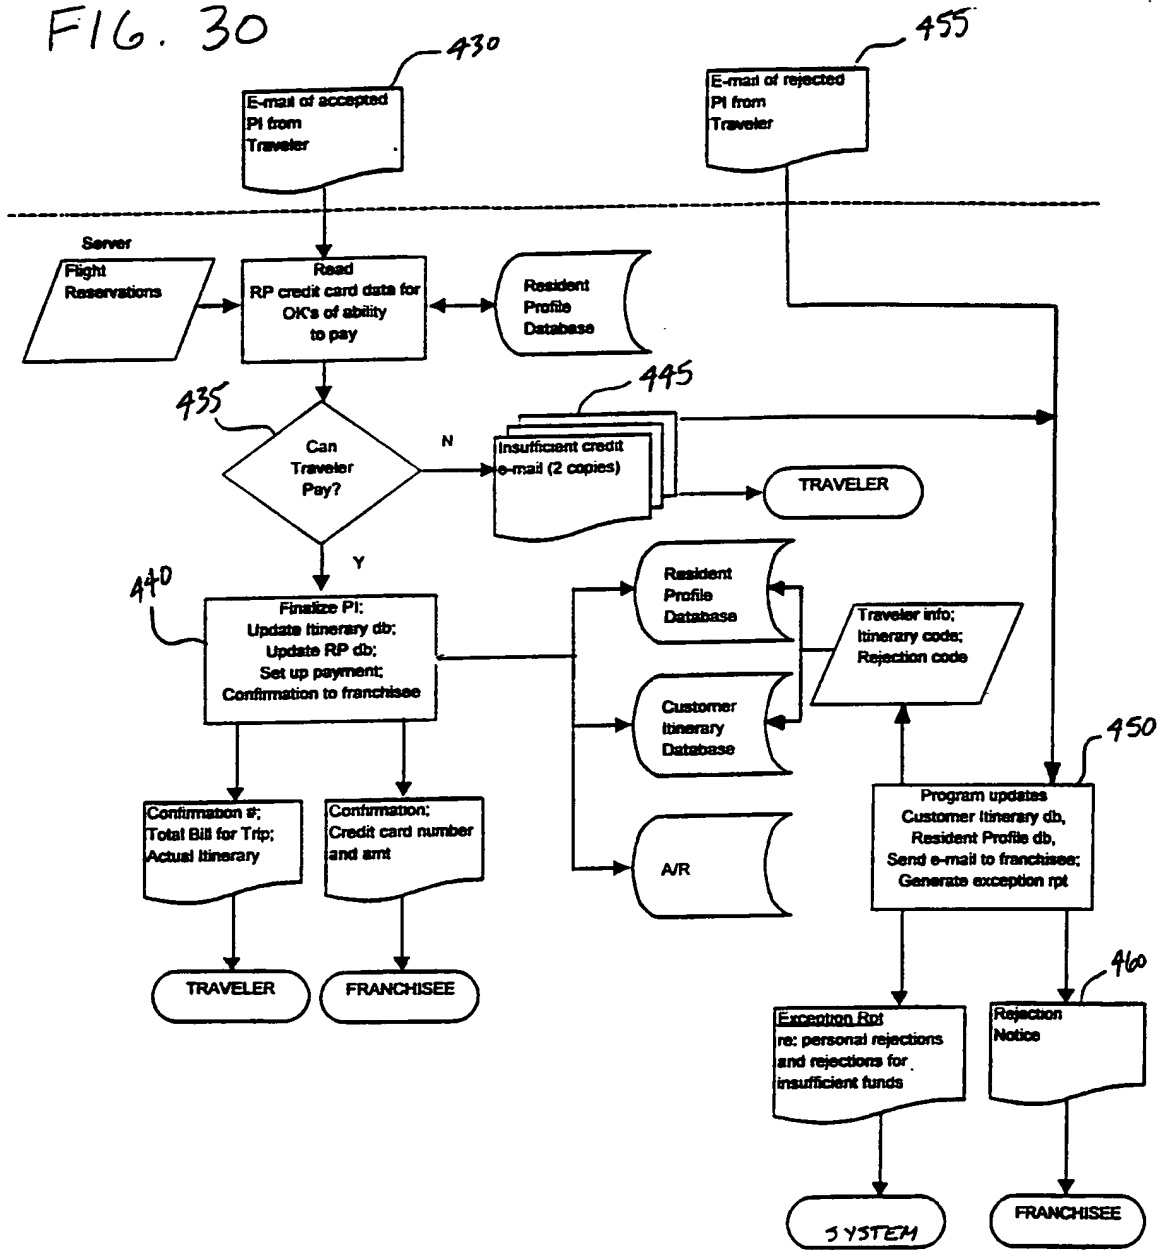 FIG. 30
430
455
E-mail of accepted
PI from
Traveler
E-mail of rejected
PI from
Traveler
Server
Flight
Reservations
Read
RP credit card data for
OK's of ability
to pay
Resident
Profile
Database
435
445
Can
Traveler
Pay?
N
Insufficient credit
e-mail (2 copies)
TRAVELER
Y
440
Finalize PI;
Update Itinerary db;
Update RP db;
Set up payment;
Confirmation to franchisee
Resident
Profile
Database
Traveler info;
Itinerary code;
Rejection code
Customer
Itinerary
Database
450
Confirmation #;
Total Bill for Trip;
Actual Itinerary
Confirmation;
Credit card number
and amt
A/R
Program updates
Customer Itinerary db,
Resident Profile db,
Send e-mail to franchisee;
Generate exception rpt
TRAVELER
FRANCHISEE
460
Exception Rpt
re: personal rejections
and rejections for
insufficient funds
Rejection
Notice
SYSTEM
FRANCHISEE